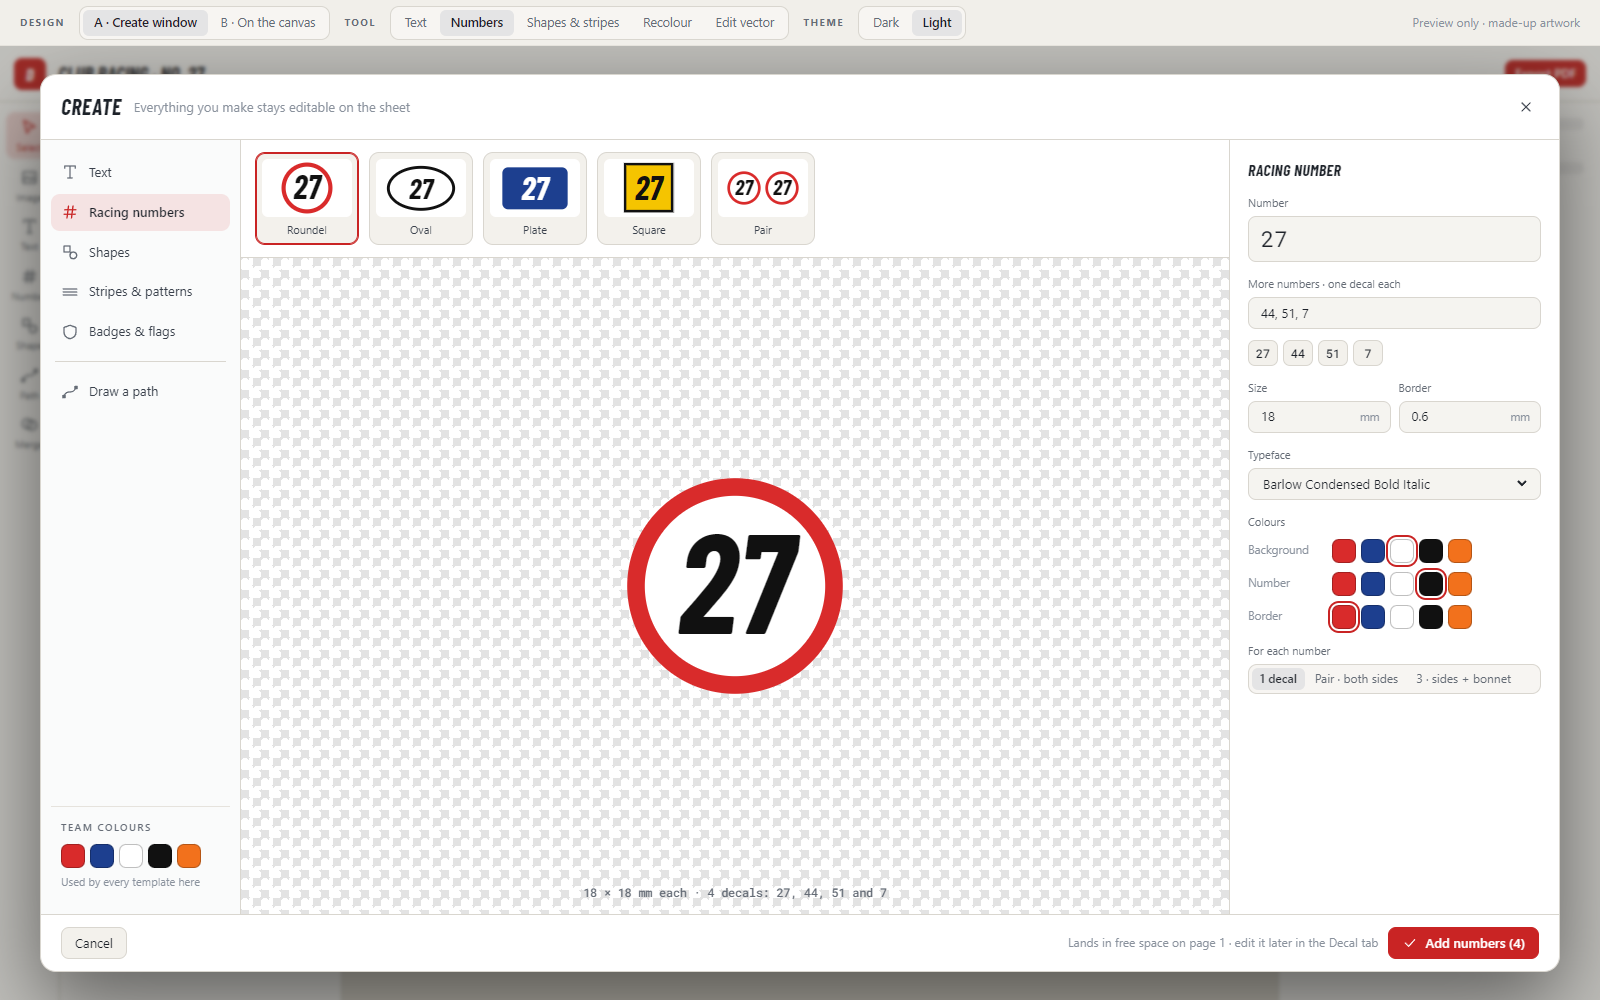 DESIGN A · Create window B · On the canvas TOOL Text Numbers Shapes & stripes Recolour Edit vector THEME Dark Light Preview only · made-up artwork
CREATE Everything you make stays editable on the sheet
Text
Racing numbers
Shapes
Stripes & patterns
Badges & flags
Draw a path
TEAM COLOURS
Used by every template here
27 27 27 27 27 27
Roundel Oval Plate Square Pair
27
18 × 18 mm each · 4 decals: 27, 44, 51 and 7
RACING NUMBER
Number
27
More numbers · one decal each
44, 51, 7
27 44 51 7
Size Border
18 mm 0.6 mm
Typeface
Barlow Condensed Bold Italic
Colours
Background
Number
Border
For each number
1 decal Pair · both sides 3 · sides + bonnet
Cancel Lands in free space on page 1 · edit it later in the Decal tab Add numbers (4)